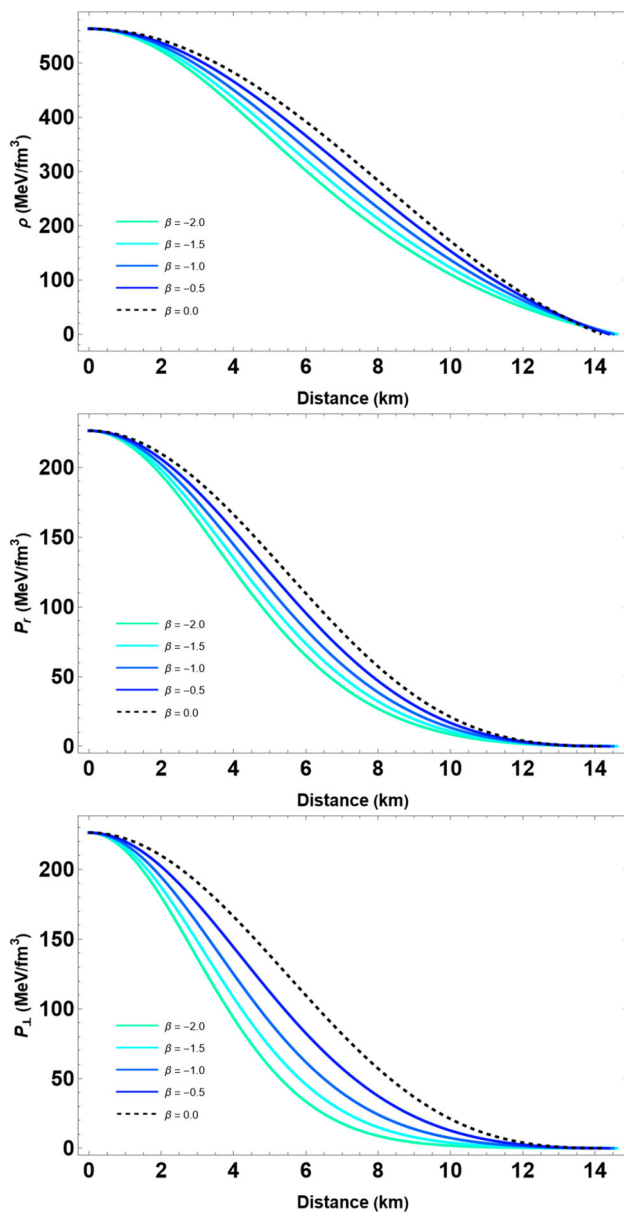 500
400
300
200
100
0
ρ (MeV/fm³)
β = −2.0
β = −1.5
β = −1.0
β = −0.5
β = 0.0
0 2 4 6 8 10 12 14
Distance (km)
200
150
100
50
0
Pr (MeV/fm³)
β = −2.0
β = −1.5
β = −1.0
β = −0.5
β = 0.0
0 2 4 6 8 10 12 14
Distance (km)
200
150
100
50
0
P⊥ (MeV/fm³)
β = −2.0
β = −1.5
β = −1.0
β = −0.5
β = 0.0
0 2 4 6 8 10 12 14
Distance (km)